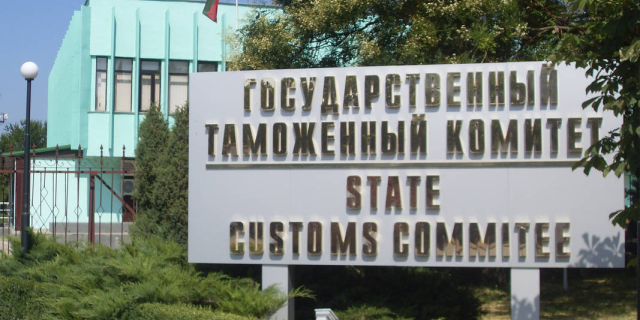 ГОСУДАРСТВЕННЫЙ
ТАМОЖЕННЫЙ КОМИТЕТ
STATE
CUSTOMS COMMITEE